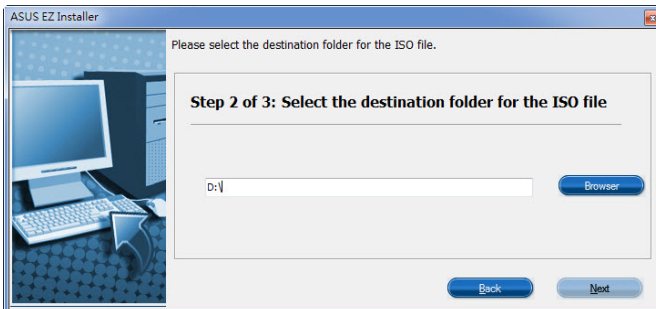 ASUS EZ Installer
Please select the destination folder for the ISO file.
Step 2 of 3: Select the destination folder for the ISO file
D:\
Browser
Back
Next